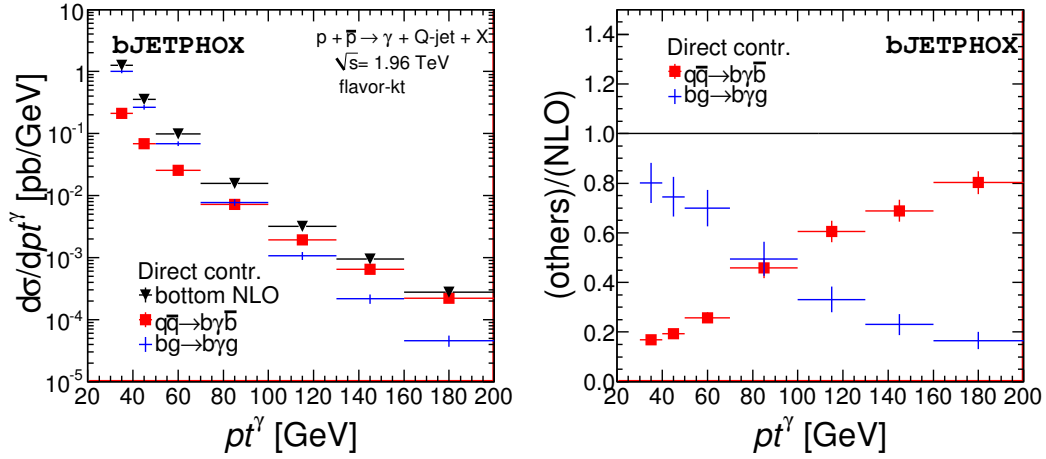 bJETPHOX
p + p̅ → γ + Q-jet + X
√s = 1.96 TeV
flavor-kt
dσ/dpt^γ [pb/GeV]
10
1
10^-1
10^-2
10^-3
10^-4
10^-5
Direct contr.
bottom NLO
qq̅→bγb̅
bg→bγg
20 40 60 80 100 120 140 160 180 200
pt^γ [GeV]
bJETPHOX
Direct contr.
qq̅→bγb̅
bg→bγg
(others)/(NLO)
1.4
1.2
1.0
0.8
0.6
0.4
0.2
0.0
20 40 60 80 100 120 140 160 180 200
pt^γ [GeV]